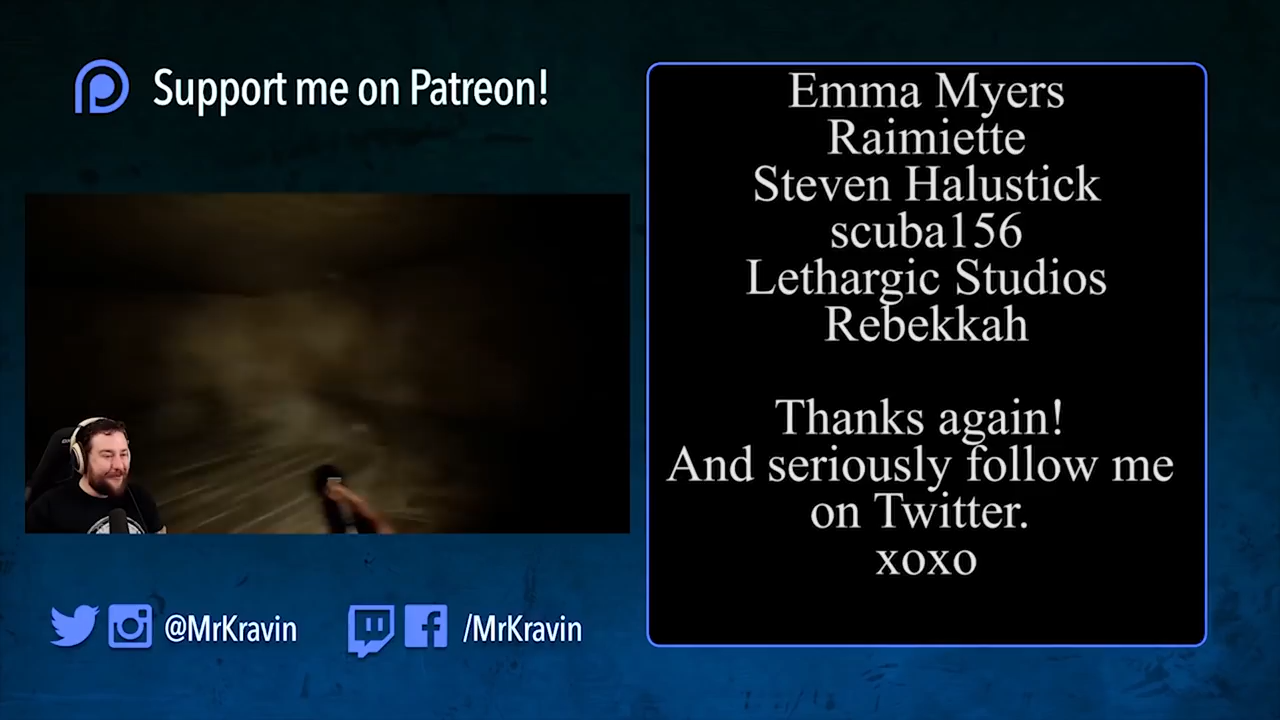 Support me on Patreon!
Emma Myers
Raimiette
Steven Halustick
scuba156
Lethargic Studios
Rebekkah
Thanks again!
And seriously follow me
on Twitter.
xoxo
@MrKravin
/MrKravin